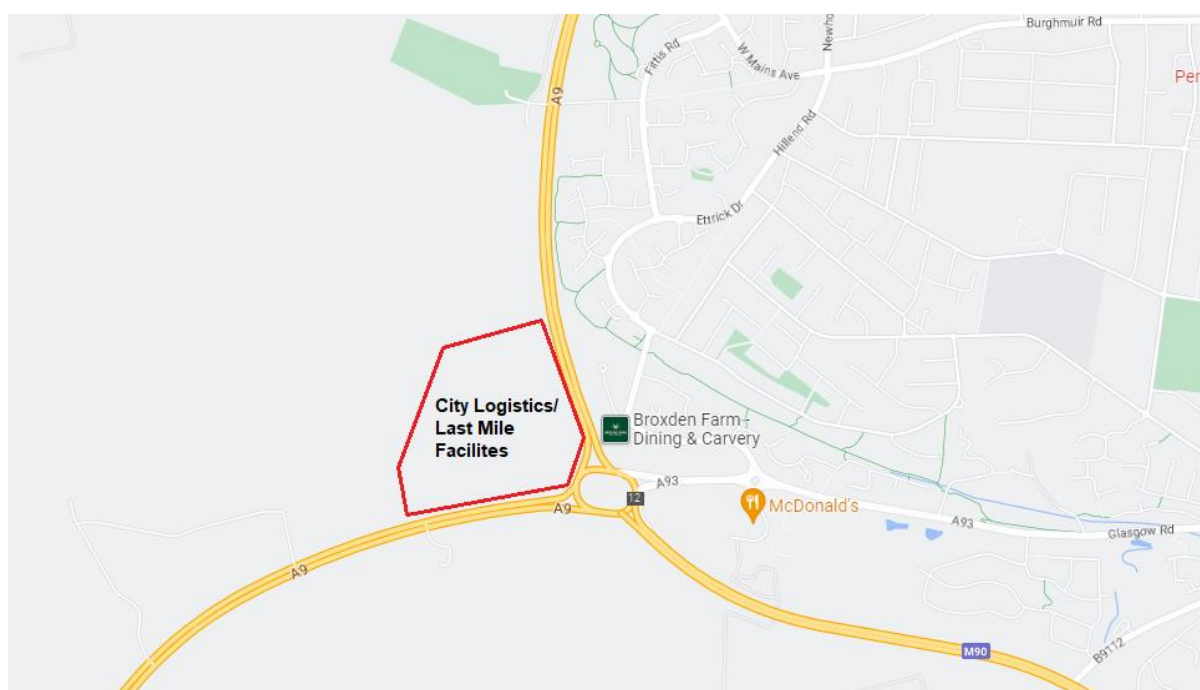 Burghmuir Rd
Newho
W Mains Ave
Fittis Rd
Per
A9
Hillend Rd
Ettrick Dr
City Logistics/
Last Mile
Facilites
Broxden Farm -
Dining & Carvery
A93
12
McDonald's
A9
A93
Glasgow Rd
A9
M90
B9112